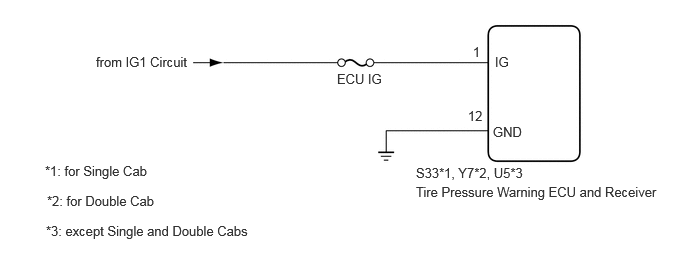 1
from IG1 Circuit
IG
ECU IG
12
GND
*1: for Single Cab
S33*1, Y7*2, U5*3
Tire Pressure Warning ECU and Receiver
*2: for Double Cab
*3: except Single and Double Cabs